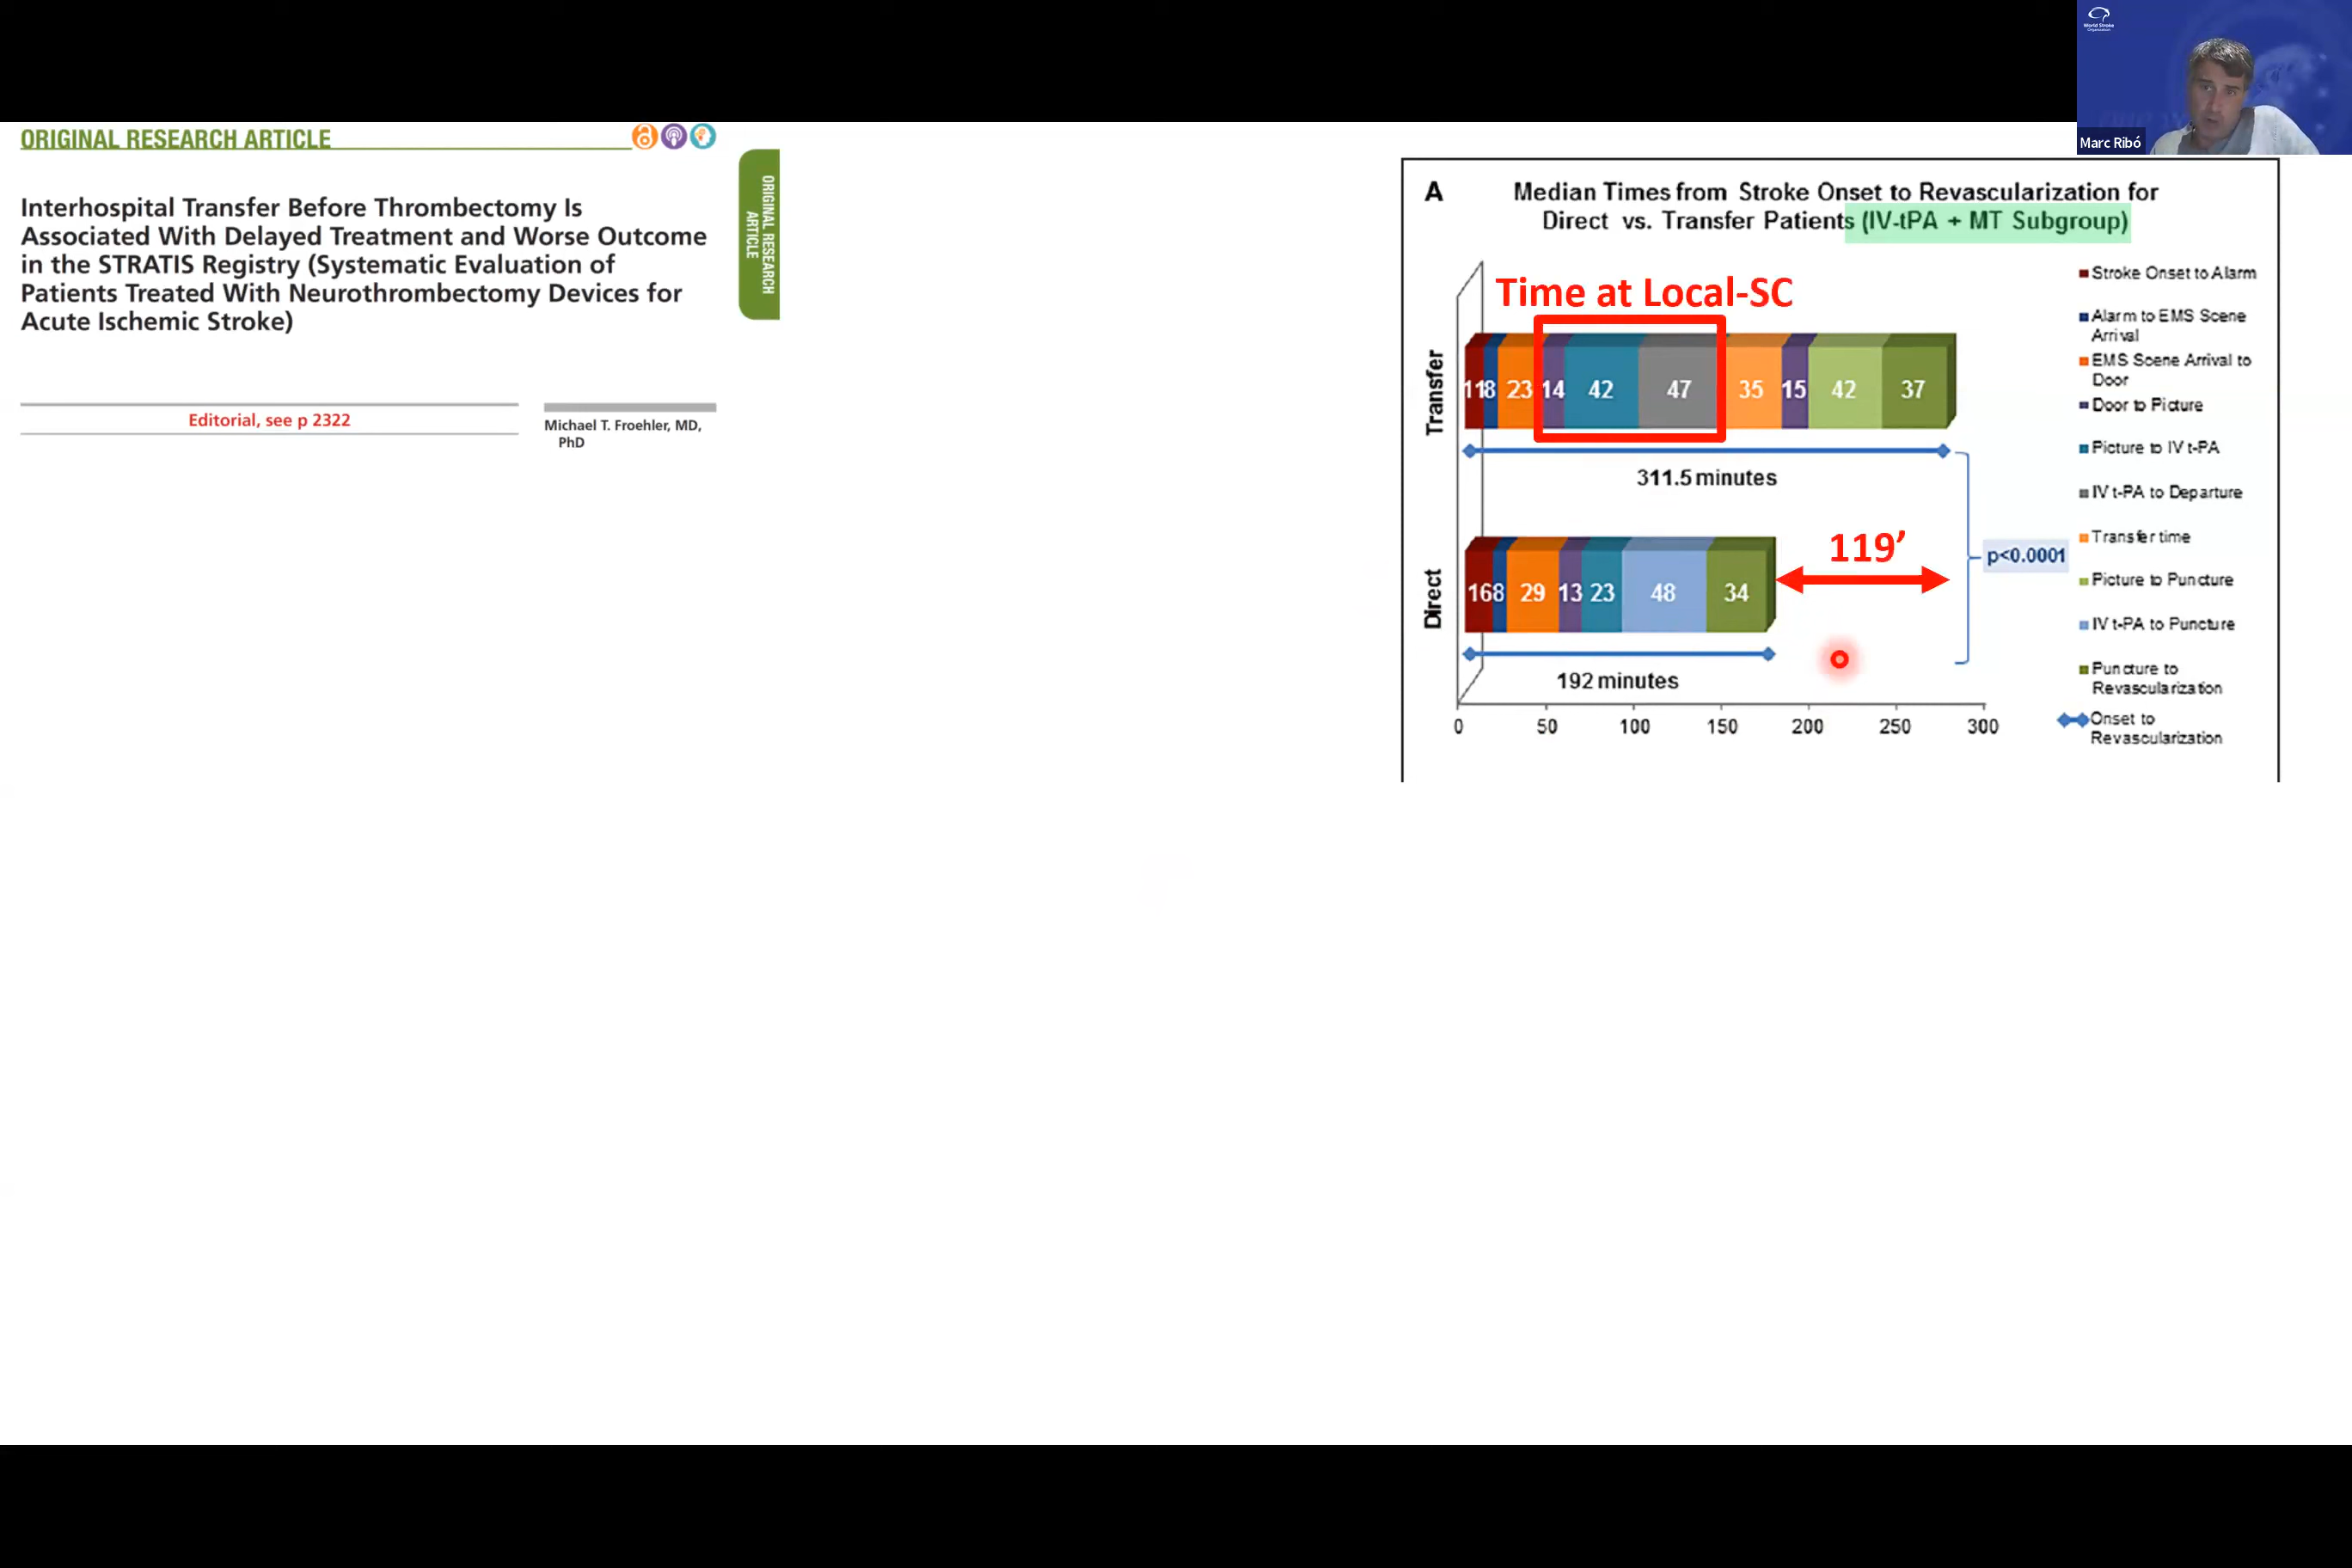 World Stroke
Organization
Marc Ribó
ORIGINAL RESEARCH ARTICLE
ORIGINAL RESEARCH
ARTICLE
Interhospital Transfer Before Thrombectomy Is
Associated With Delayed Treatment and Worse Outcome
in the STRATIS Registry (Systematic Evaluation of
Patients Treated With Neurothrombectomy Devices for
Acute Ischemic Stroke)
Editorial, see p 2322
Michael T. Froehler, MD,
PhD
A
Median Times from Stroke Onset to Revascularization for
Direct vs. Transfer Patients (IV-tPA + MT Subgroup)
Time at Local-SC
Transfer
11 8 23 14 42 47 35 15 42 37
311.5 minutes
119’
p<0.0001
Direct
16 8 29 13 23 48 34
192 minutes
0 50 100 150 200 250 300
Stroke Onset to Alarm
Alarm to EMS Scene
Arrival
EMS Scene Arrival to
Door
Door to Picture
Picture to IV t-PA
IV t-PA to Departure
Transfer time
Picture to Puncture
IV t-PA to Puncture
Puncture to
Revascularization
Onset to
Revascularization